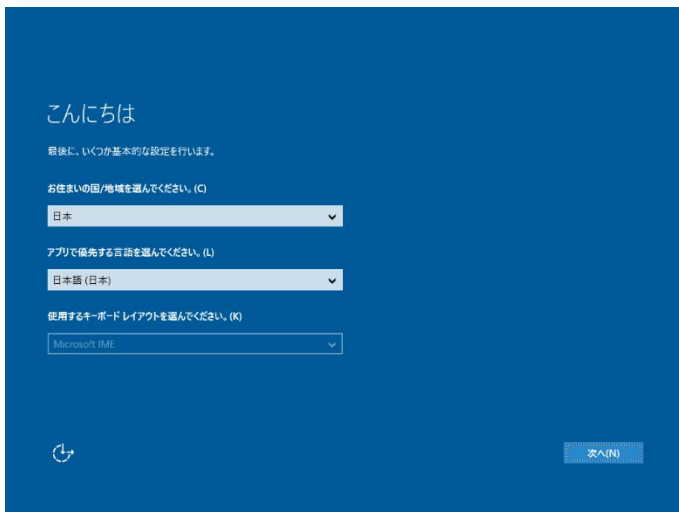 こんにちは
最後に、いくつか基本的な設定を行います。
お住まいの国/地域を選んでください。(C)
日本
アプリで優先する言語を選んでください。(L)
日本語 (日本)
使用するキーボード レイアウトを選んでください。(K)
Microsoft IME
次へ(N)